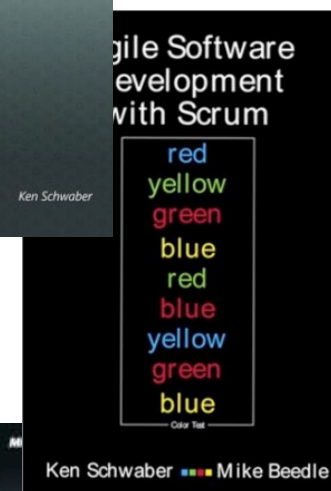 Ken Schwaber
gile Software
evelopment
with Scrum
red
yellow
green
blue
red
blue
yellow
green
blue
Color Test
Ken Schwaber Mike Beedle